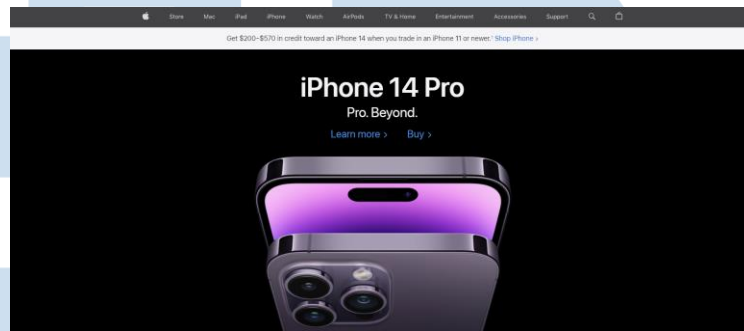 Store Mac iPad iPhone Watch AirPods TV & Home Entertainment Accessories Support
Get $200–$570 in credit toward an iPhone 14 when you trade in an iPhone 11 or newer.¹ Shop iPhone >
iPhone 14 Pro
Pro. Beyond.
Learn more > Buy >